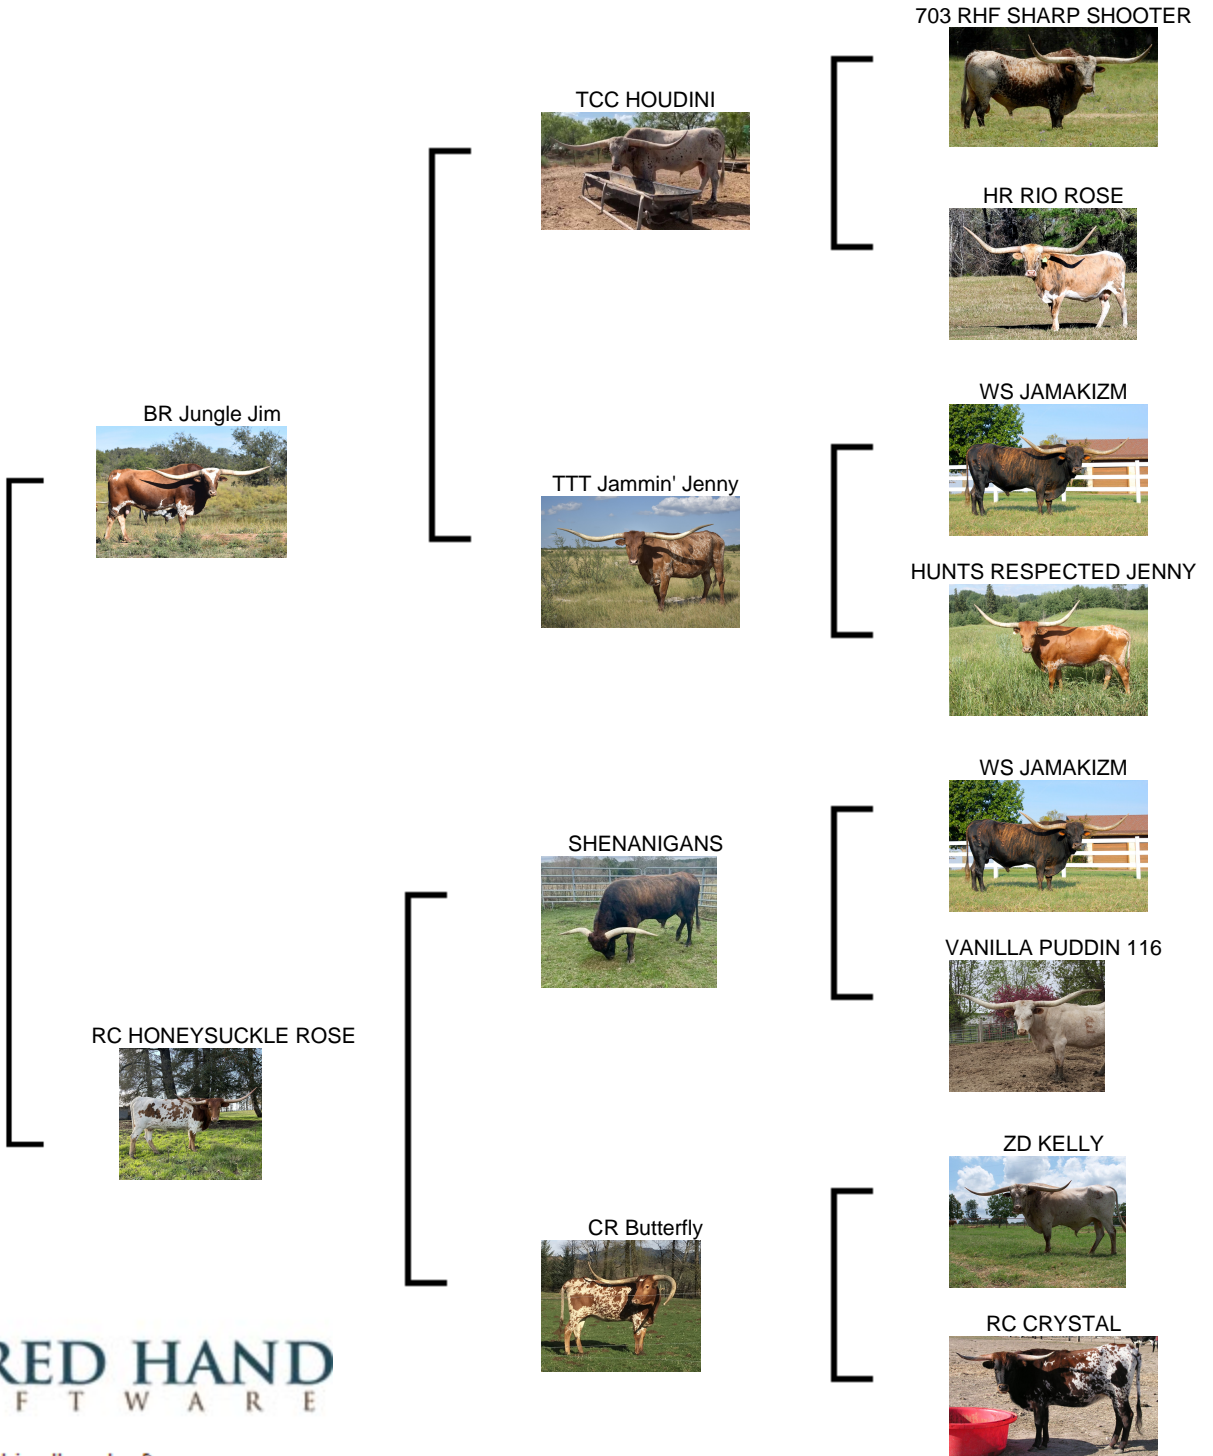 703 RHF SHARP SHOOTER
TCC HOUDINI
HR RIO ROSE
WS JAMAKIZM
BR Jungle Jim
TTT Jammin' Jenny
HUNTS RESPECTED JENNY
WS JAMAKIZM
SHENANIGANS
VANILLA PUDDIN 116
RC HONEYSUCKLE ROSE
ZD KELLY
CR Butterfly
RC CRYSTAL
RED HAND
F T W A R E